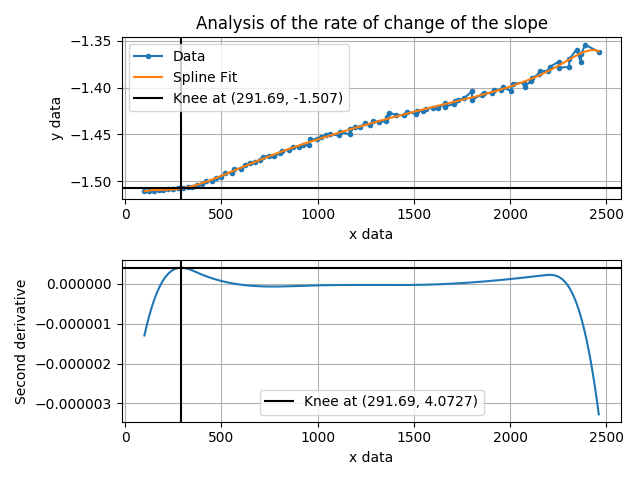 Analysis of the rate of change of the slope
−1.35
−1.40
−1.45
−1.50
y data
Data
Spline Fit
Knee at (291.69, -1.507)
0
500
1000
1500
2000
2500
x data
0.000000
−0.000001
−0.000002
−0.000003
Second derivative
Knee at (291.69, 4.0727)
0
500
1000
1500
2000
2500
x data